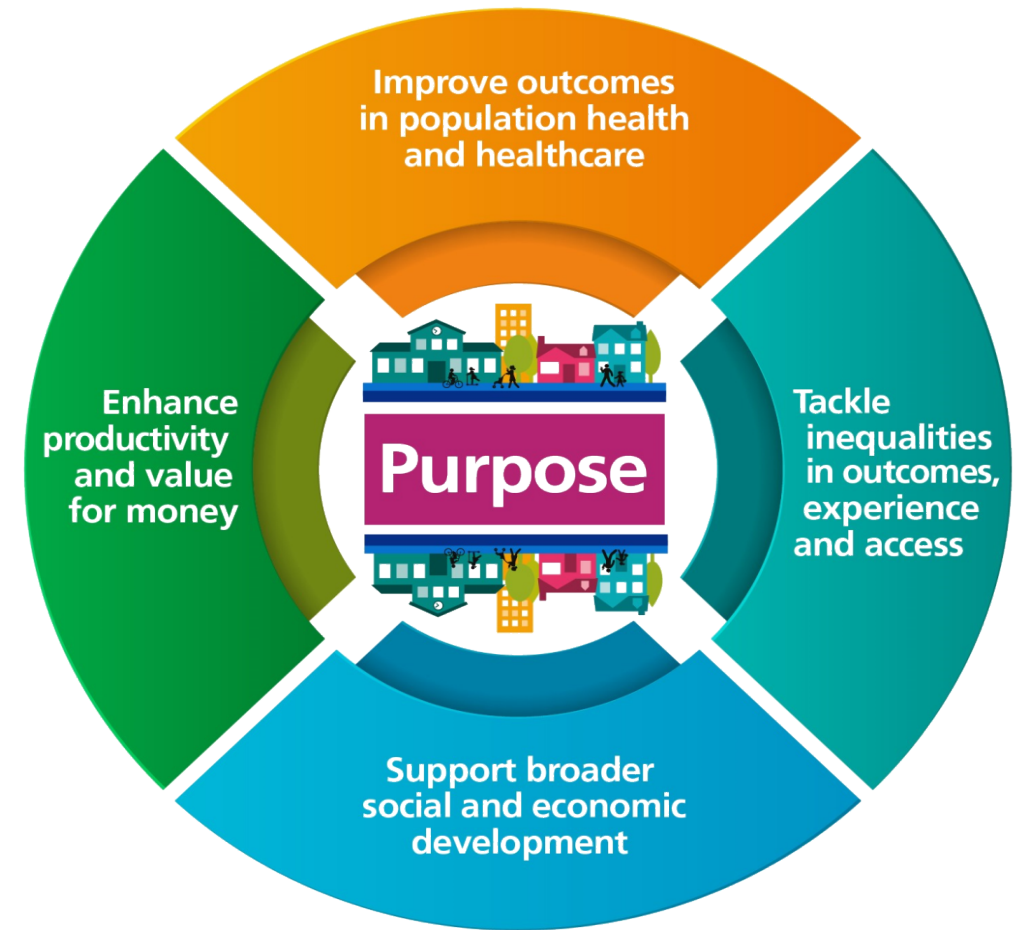 Improve outcomes
in population health
and healthcare
Enhance
productivity
and value
for money
Purpose
Tackle
inequalities
in outcomes,
experience
and access
Support broader
social and economic
development